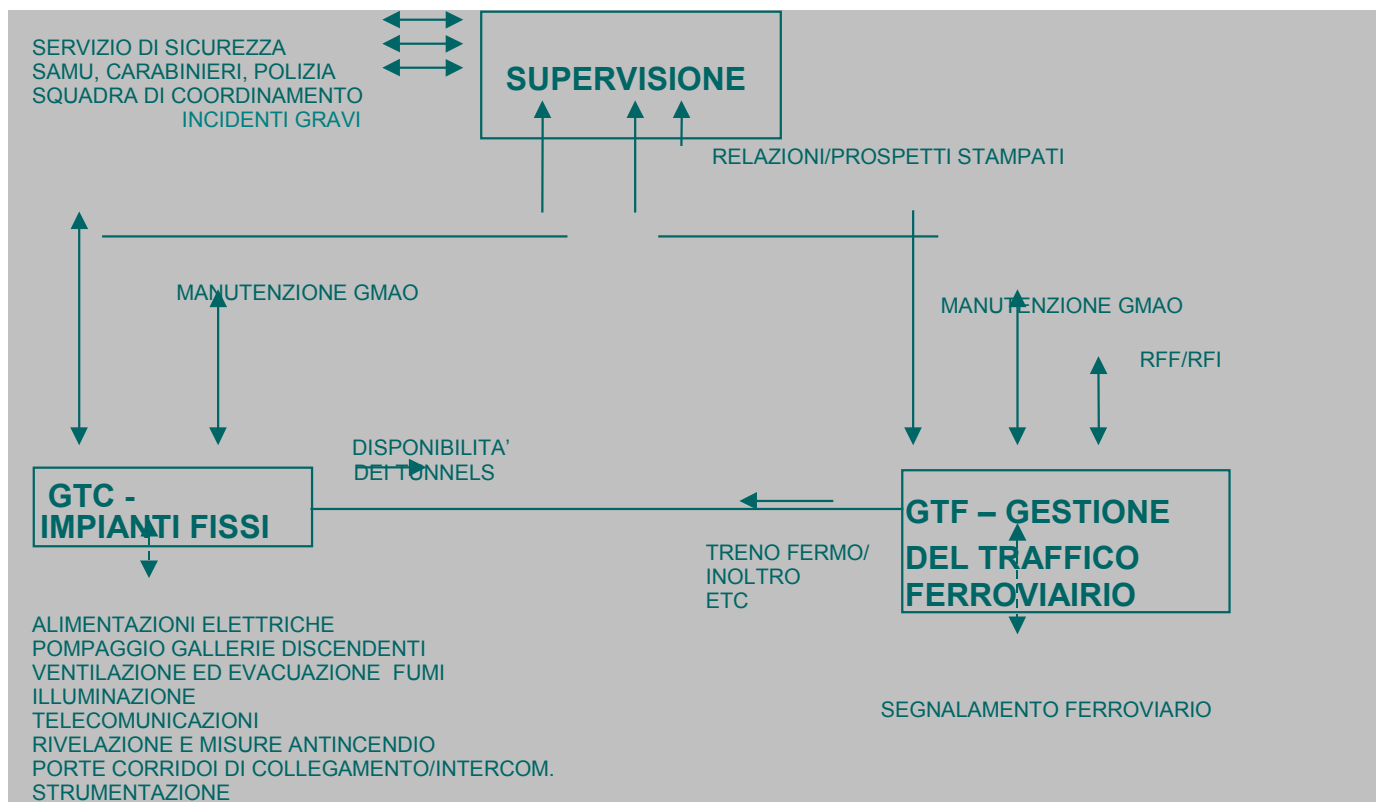 SERVIZIO DI SICUREZZA
SAMU, CARABINIERI, POLIZIA
SQUADRA DI COORDINAMENTO
INCIDENTI GRAVI
SUPERVISIONE
RELAZIONI/PROSPETTI STAMPATI
MANUTENZIONE GMAO
MANUTENZIONE GMAO
RFF/RFI
DISPONIBILITA’
DEI TUNNELS
GTC -
IMPIANTI FISSI
GTF – GESTIONE
DEL TRAFFICO
FERROVIAIRIO
TRENO FERMO/
INOLTRO
ETC
ALIMENTAZIONI ELETTRICHE
POMPAGGIO GALLERIE DISCENDENTI
VENTILAZIONE ED EVACUAZIONE FUMI
ILLUMINAZIONE
TELECOMUNICAZIONI
RIVELAZIONE E MISURE ANTINCENDIO
PORTE CORRIDOI DI COLLEGAMENTO/INTERCOM.
STRUMENTAZIONE
SEGNALAMENTO FERROVIARIO